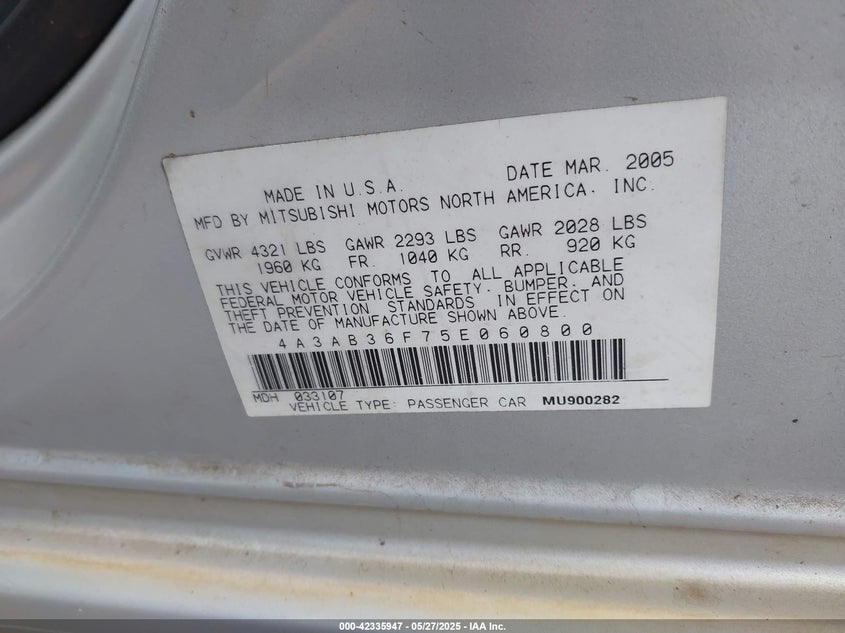 MADE IN U.S.A. DATE MAR. 2005
MFD BY MITSUBISHI MOTORS NORTH AMERICA, INC.
GVWR 4321 LBS GAWR 2293 LBS GAWR 2028 LBS
1960 KG FR. 1040 KG RR. 920 KG
THIS VEHICLE CONFORMS TO ALL APPLICABLE
FEDERAL MOTOR VEHICLE SAFETY, BUMPER, AND
THEFT PREVENTION STANDARDS IN EFFECT ON
THE DATE OF MANUFACTURE SHOWN ABOVE.
4A3AB36F75E060800
MDH 033107
VEHICLE TYPE: PASSENGER CAR MU900282
000-42335947 - 05/27/2025 - IAA Inc.